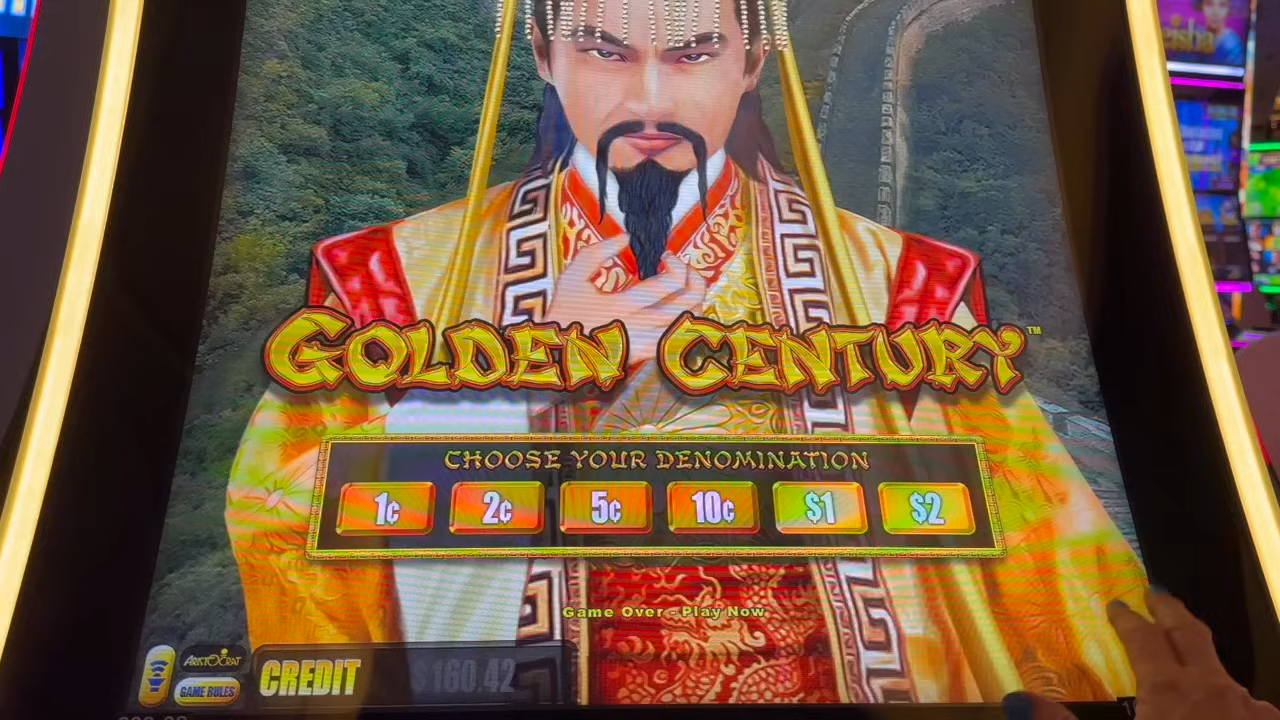 GOLDEN CENTURY™
CHOOSE YOUR DENOMINATION
1¢ 2¢ 5¢ 10¢ $1 $2
Game Over - Play Now
ARISTOCRAT
GAME RULES
CREDIT $160.42